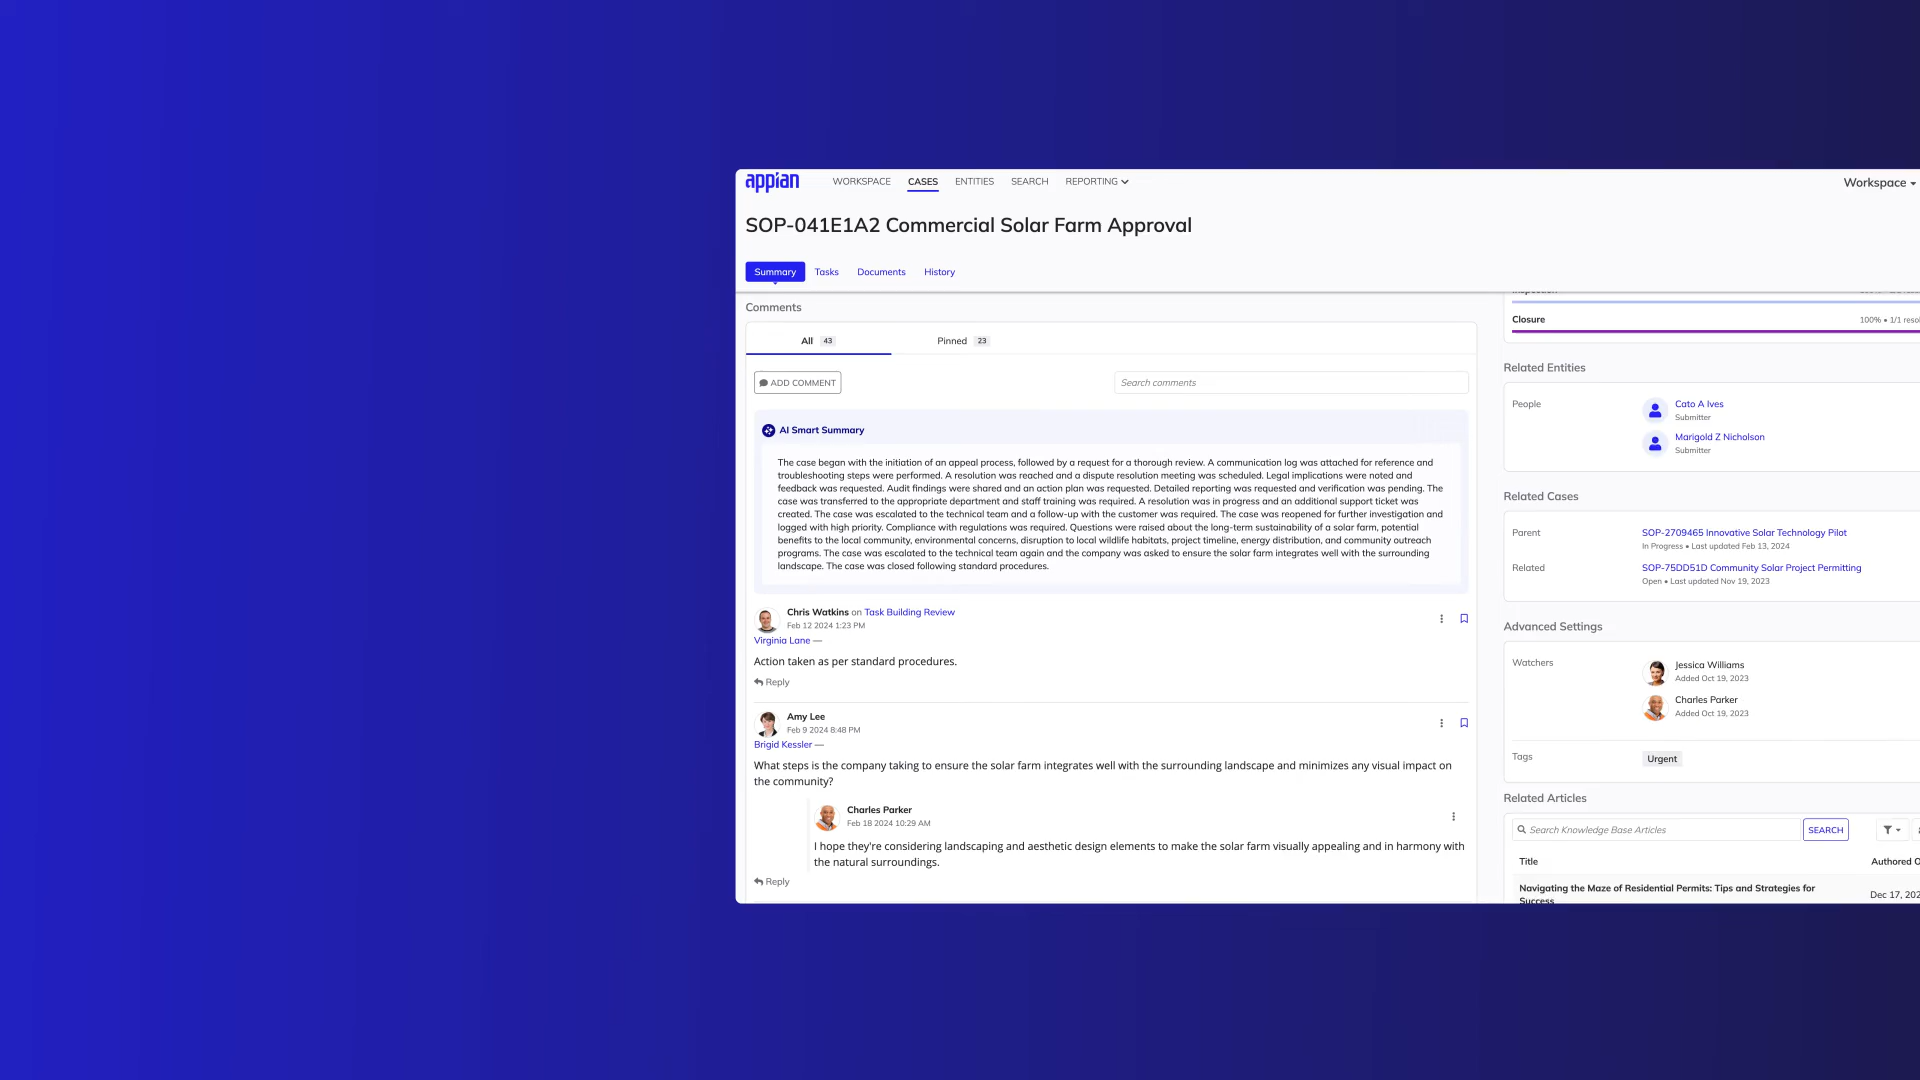 appian
WORKSPACE CASES ENTITIES SEARCH REPORTING
Workspace
SOP-041E1A2 Commercial Solar Farm Approval
Summary Tasks Documents History
Comments
All 43 Pinned 23
ADD COMMENT
Search comments
AI Smart Summary
The case began with the initiation of an appeal process, followed by a request for a thorough review. A communication log was attached for reference and
troubleshooting steps were performed. A resolution was reached and a dispute resolution meeting was scheduled. Legal implications were noted and
feedback was requested. Audit findings were shared and an action plan was requested. Detailed reporting was requested and verification was pending. The
case was transferred to the appropriate department and staff training was required. A resolution was in progress and an additional support ticket was
created. The case was escalated to the technical team and a follow-up with the customer was required. The case was reopened for further investigation and
logged with high priority. Compliance with regulations was required. Questions were raised about the long-term sustainability of a solar farm, potential
benefits to the local community, environmental concerns, disruption to local wildlife habitats, project timeline, energy distribution, and community outreach
programs. The case was escalated to the technical team again and the company was asked to ensure the solar farm integrates well with the surrounding
landscape. The case was closed following standard procedures.
Chris Watkins on Task Building Review
Feb 12 2024 1:23 PM
Virginia Lane —
Action taken as per standard procedures.
Reply
Amy Lee
Feb 9 2024 8:48 PM
Brigid Kessler —
What steps is the company taking to ensure the solar farm integrates well with the surrounding landscape and minimizes any visual impact on
the community?
Charles Parker
Feb 18 2024 10:29 AM
I hope they're considering landscaping and aesthetic design elements to make the solar farm visually appealing and in harmony with
the natural surroundings.
Reply
Closure 100% • 1/1 resol
Related Entities
People
Cato A Ives
Submitter
Marigold Z Nicholson
Submitter
Related Cases
Parent SOP-2709465 Innovative Solar Technology Pilot
In Progress • Last updated Feb 13, 2024
Related SOP-75DD51D Community Solar Project Permitting
Open • Last updated Nov 19, 2023
Advanced Settings
Watchers
Jessica Williams
Added Oct 19, 2023
Charles Parker
Added Oct 19, 2023
Tags Urgent
Related Articles
Search Knowledge Base Articles SEARCH
Title Authored O
Navigating the Maze of Residential Permits: Tips and Strategies for
Success
Dec 17, 202